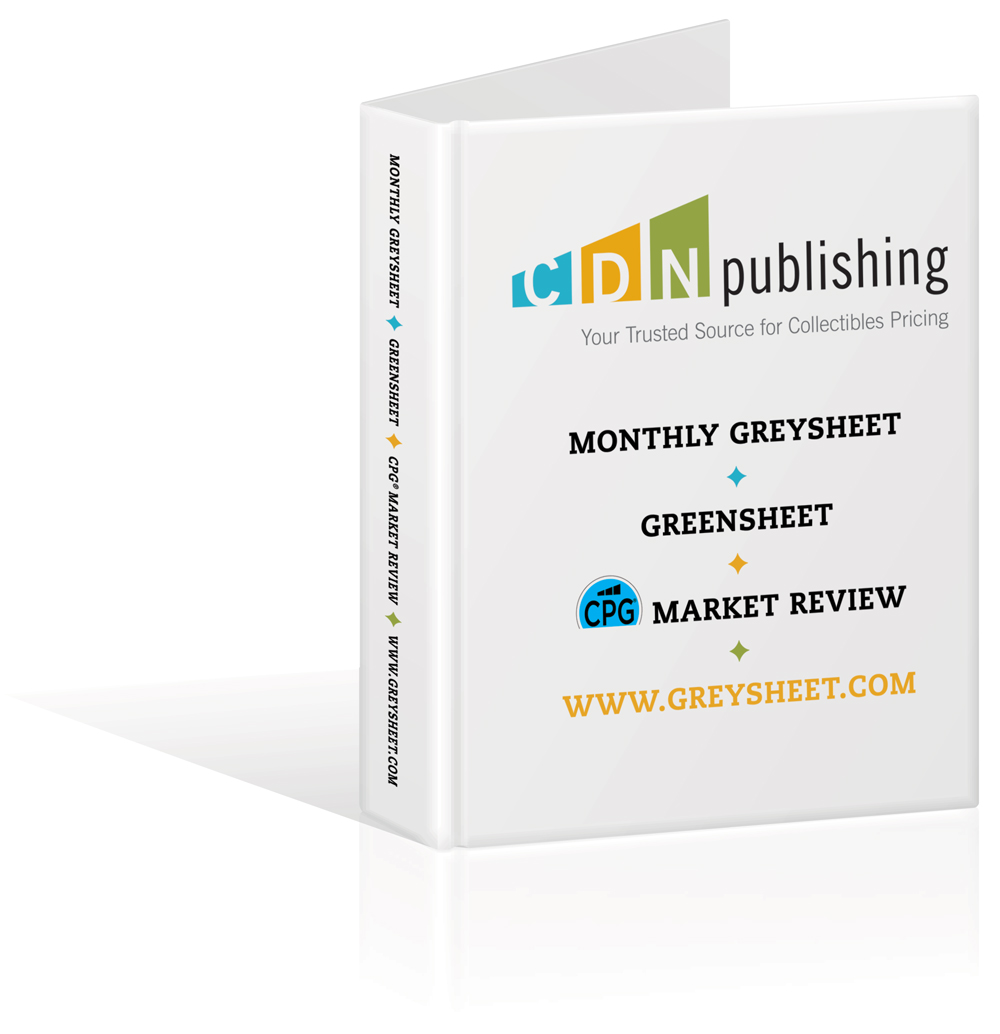 MONTHLY GREYSHEET ✦ GREENSHEET ✦ CPG® MARKET REVIEW ✦ WWW.GREYSHEET.COM
CDN publishing
Your Trusted Source for Collectibles Pricing
MONTHLY GREYSHEET
GREENSHEET
CPG® MARKET REVIEW
WWW.GREYSHEET.COM